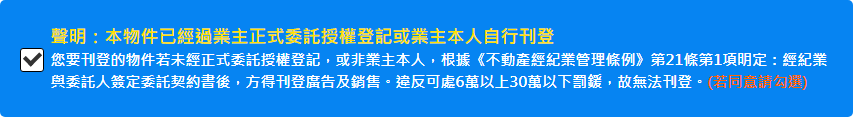 聲明：本物件已經過業主正式委託授權登記或業主本人自行刊登
您要刊登的物件若未經正式委託授權登記，或非業主本人，根據《不動產經紀業管理條例》第21條第1項明定：經紀業
與委託人簽定委託契約書後，方得刊登廣告及銷售。違反可處6萬以上30萬以下罰鍰，故無法刊登。(若同意請勾選)